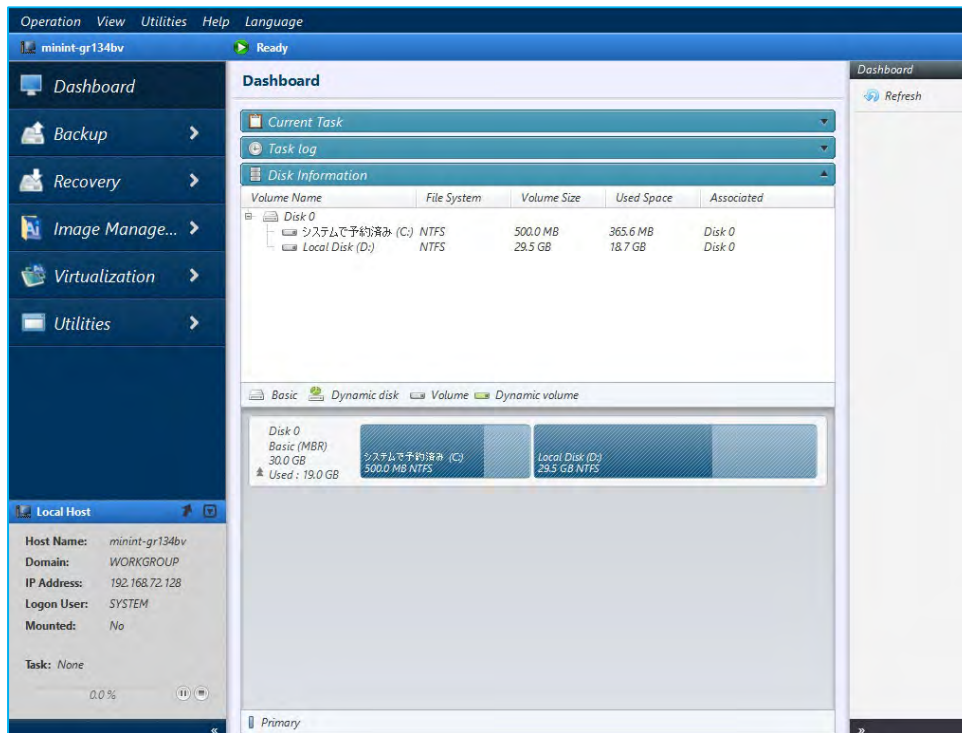 Operation View Utilities Help Language
minint-gr134bv Ready
Dashboard
Backup
Recovery
Image Manage...
Virtualization
Utilities
Dashboard
Current Task
Task log
Disk Information
Volume Name File System Volume Size Used Space Associated
Disk 0
システムで予約済み (C:) NTFS 500.0 MB 365.6 MB Disk 0
Local Disk (D:) NTFS 29.5 GB 18.7 GB Disk 0
Basic Dynamic disk Volume Dynamic volume
Disk 0
Basic (MBR)
30.0 GB
Used : 19.0 GB
システムで予約済み (C:)
500.0 MB NTFS
Local Disk (D:)
29.5 GB NTFS
Primary
Dashboard
Refresh
Local Host
Host Name: minint-gr134bv
Domain: WORKGROUP
IP Address: 192.168.72.128
Logon User: SYSTEM
Mounted: No
Task: None
0.0 %
«
»